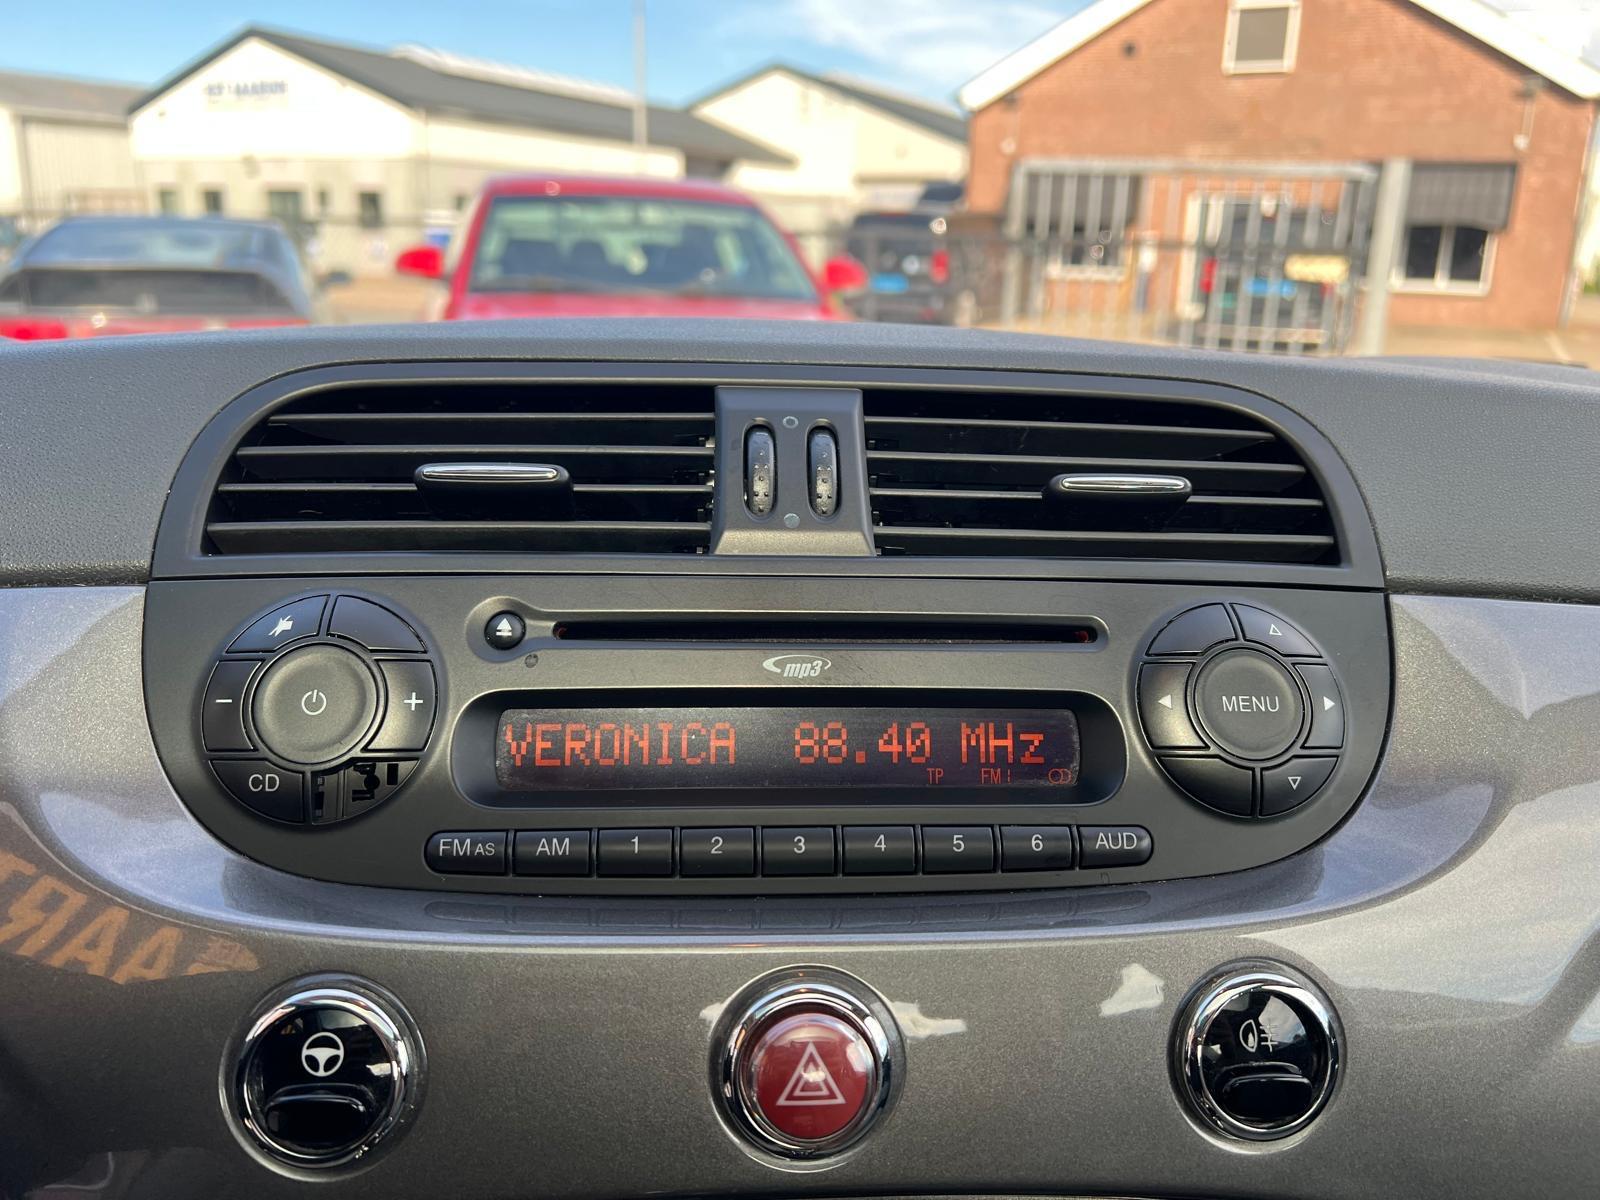 mp3
VERONICA 88.40 MHz
TP FM1
MENU
CD
FM AS AM 1 2 3 4 5 6 AUD